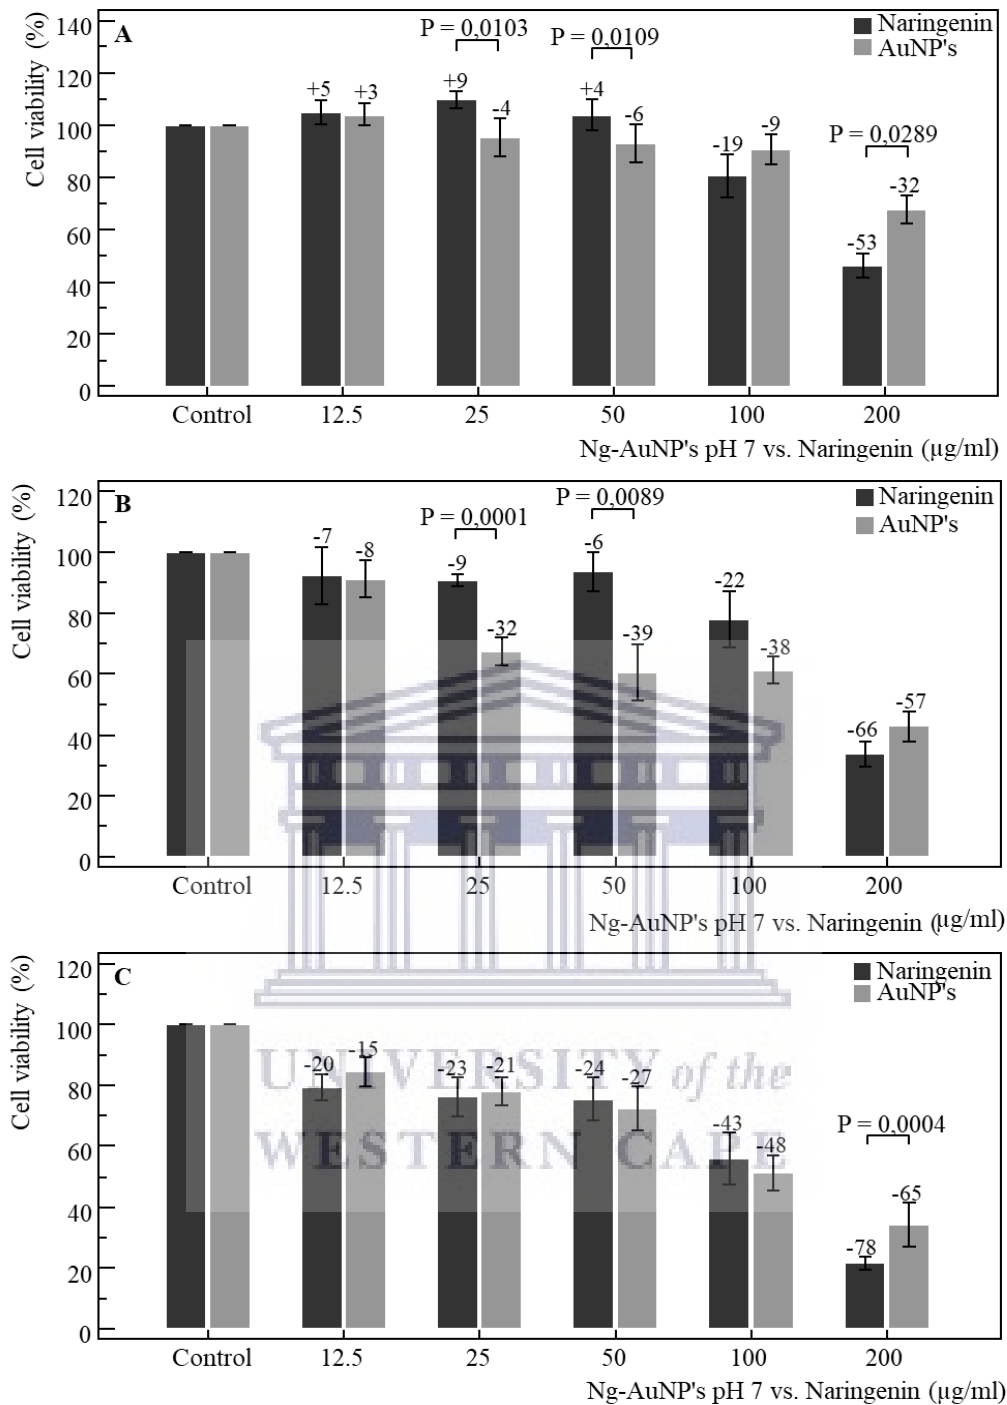 A
Cell viability (%)
140
120
100
80
60
40
20
0
P = 0,0103
P = 0,0109
P = 0,0289
Naringenin
AuNP's
+5 +3 +9 -4 +4 -6 -19 -9 -53 -32
Control 12.5 25 50 100 200
Ng-AuNP's pH 7 vs. Naringenin (µg/ml)
B
Cell viability (%)
120
100
80
60
40
20
0
P = 0,0001
P = 0,0089
Naringenin
AuNP's
-7 -8 -9 -32 -6 -39 -22 -38 -66 -57
Control 12.5 25 50 100 200
Ng-AuNP's pH 7 vs. Naringenin (µg/ml)
C
Cell viability (%)
120
100
80
60
40
20
0
P = 0,0004
Naringenin
AuNP's
-20 -15 -23 -21 -24 -27 -43 -48 -78 -65
Control 12.5 25 50 100 200
Ng-AuNP's pH 7 vs. Naringenin (µg/ml)
UNIVERSITY of the
WESTERN CAPE